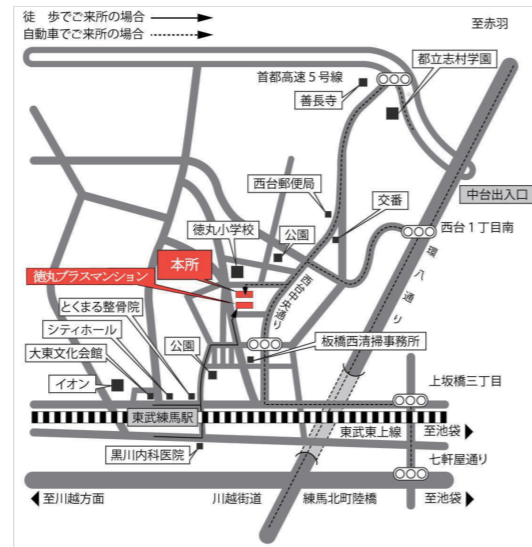 徒 歩でご来所の場合
自動車でご来所の場合
至赤羽
都立志村学園
首都高速5号線
善長寺
西台郵便局
交番
中台出入口
徳丸小学校
公園
西台1丁目南
本所
徳丸プラスマンション
環八通り
西台中央通り
とくまる整骨院
シティホール
公園
板橋西清掃事務所
大東文化会館
イオン
上坂橋三丁目
東武練馬駅
東武東上線
至池袋
黒川内科医院
七軒屋通り
至川越方面
川越街道
練馬北町陸橋
至池袋